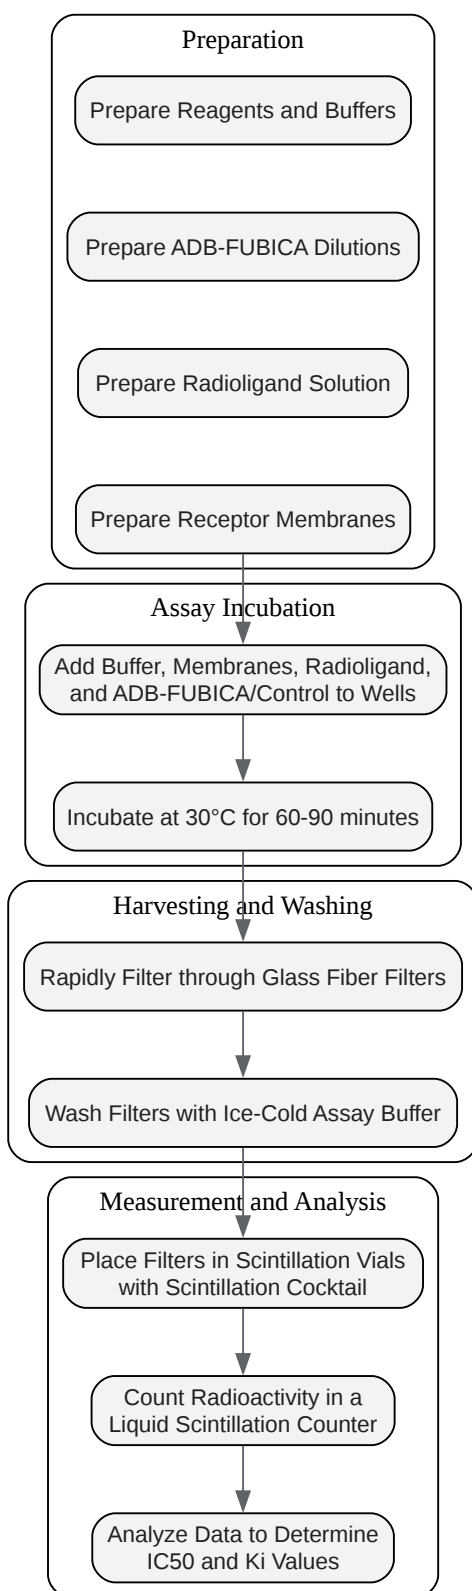 Preparation
Prepare Reagents and Buffers
Prepare ADB-FUBICA Dilutions
Prepare Radioligand Solution
Prepare Receptor Membranes
Assay Incubation
Add Buffer, Membranes, Radioligand,
and ADB-FUBICA/Control to Wells
Incubate at 30°C for 60-90 minutes
Harvesting and Washing
Rapidly Filter through Glass Fiber Filters
Wash Filters with Ice-Cold Assay Buffer
Measurement and Analysis
Place Filters in Scintillation Vials
with Scintillation Cocktail
Count Radioactivity in a
Liquid Scintillation Counter
Analyze Data to Determine
IC50 and Ki Values